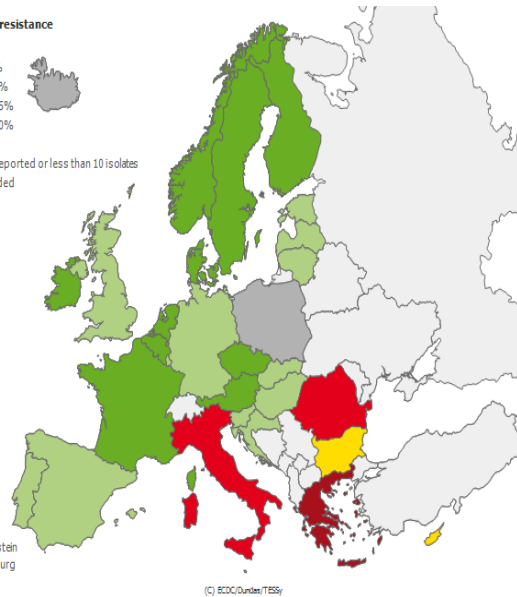 resistance
%
%
5%
0%
eported or less than 10 isolates
ded
stein
urg
(C) ECDC/Dundas/TESSy